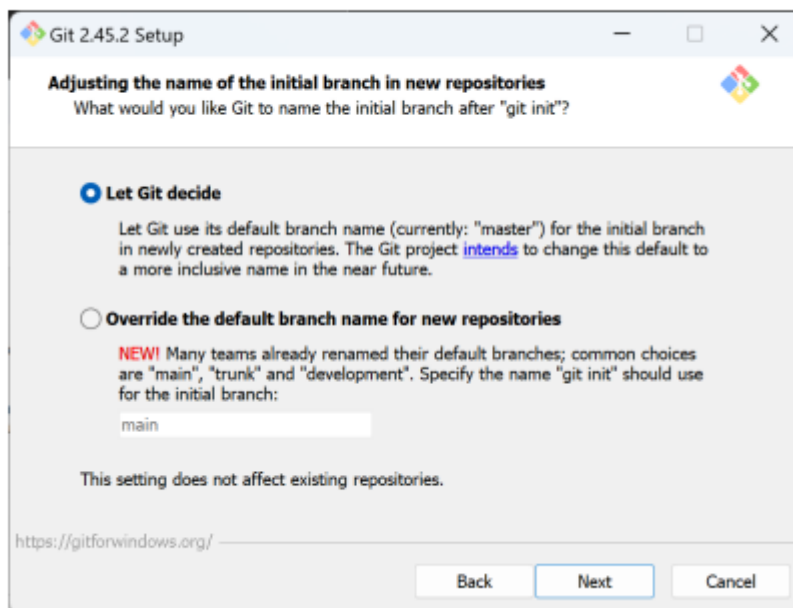 Git 2.45.2 Setup
Adjusting the name of the initial branch in new repositories
What would you like Git to name the initial branch after "git init"?
Let Git decide
Let Git use its default branch name (currently: "master") for the initial branch
in newly created repositories. The Git project intends to change this default to
a more inclusive name in the near future.
Override the default branch name for new repositories
NEW! Many teams already renamed their default branches; common choices
are "main", "trunk" and "development". Specify the name "git init" should use
for the initial branch:
main
This setting does not affect existing repositories.
https://gitforwindows.org/
Back Next Cancel